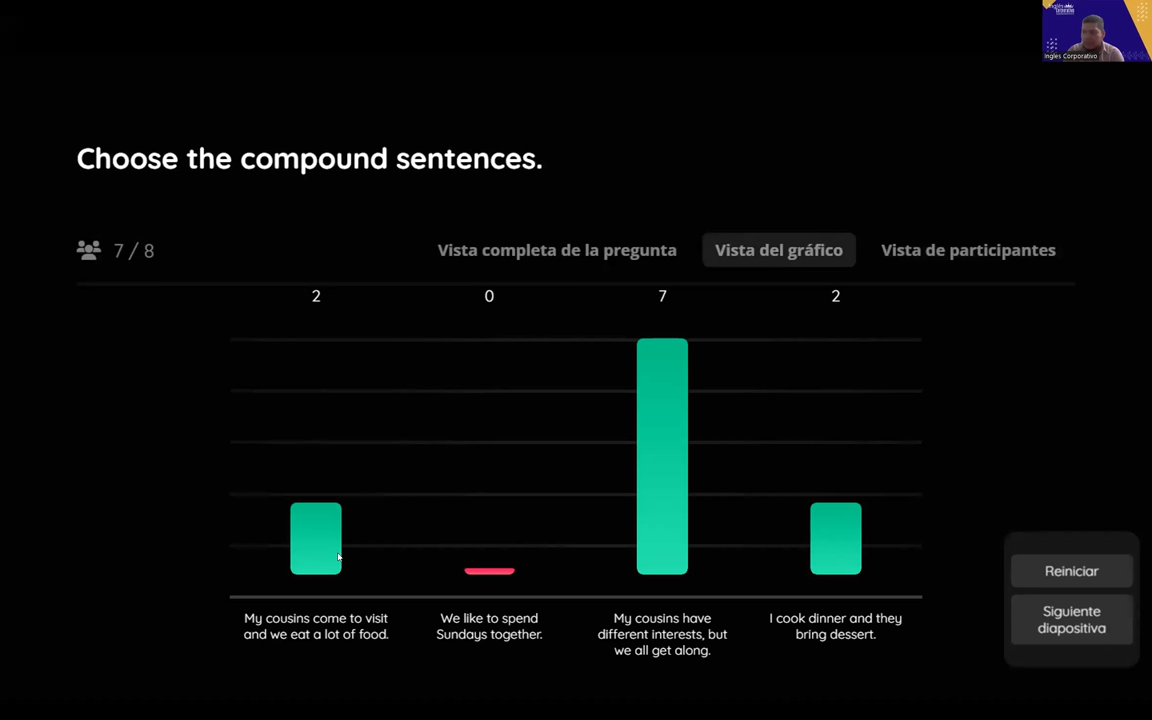 Inglés
Corporativo
Ingles Corporativo
Choose the compound sentences.
7 / 8
Vista completa de la pregunta
Vista del gráfico
Vista de participantes
2
0
7
2
My cousins come to visit
and we eat a lot of food.
We like to spend
Sundays together.
My cousins have
different interests, but
we all get along.
I cook dinner and they
bring dessert.
Reiniciar
Siguiente
diapositiva